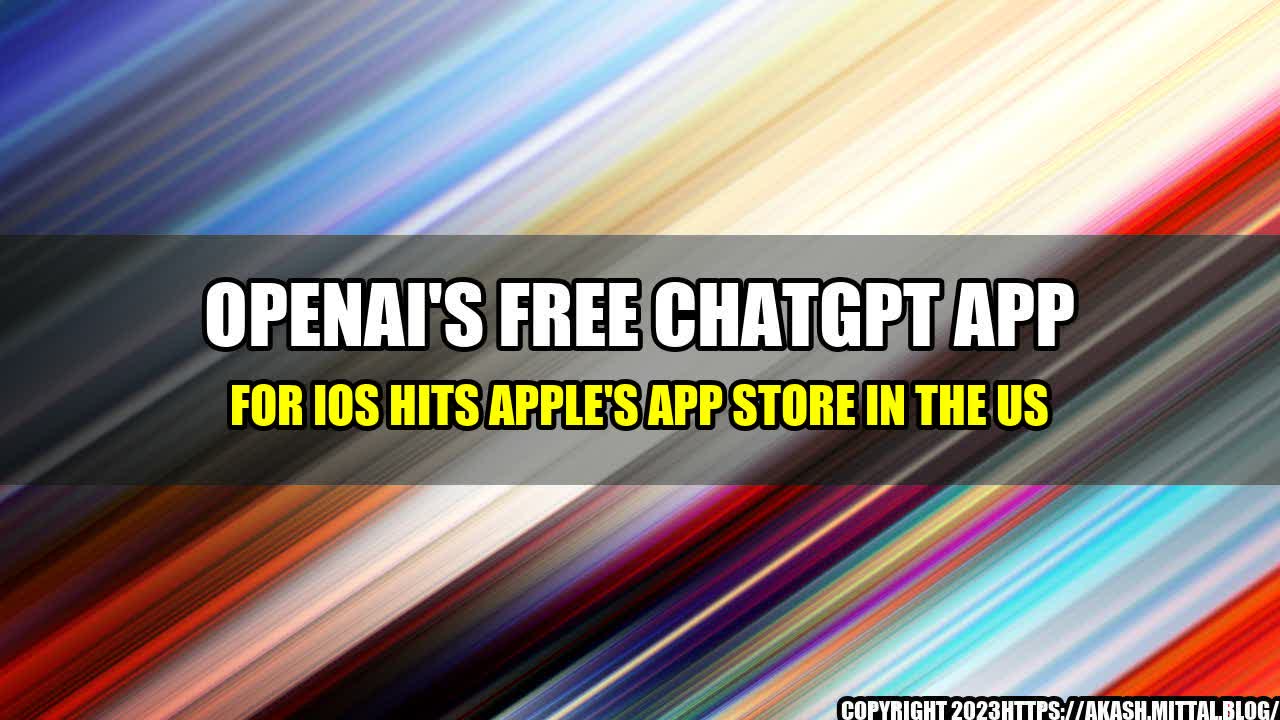 OPENAI'S FREE CHATGPT APP
FOR IOS HITS APPLE'S APP STORE IN THE US
COPYRIGHT 2023HTTPS://AKASH.MITTAL.BLOG/